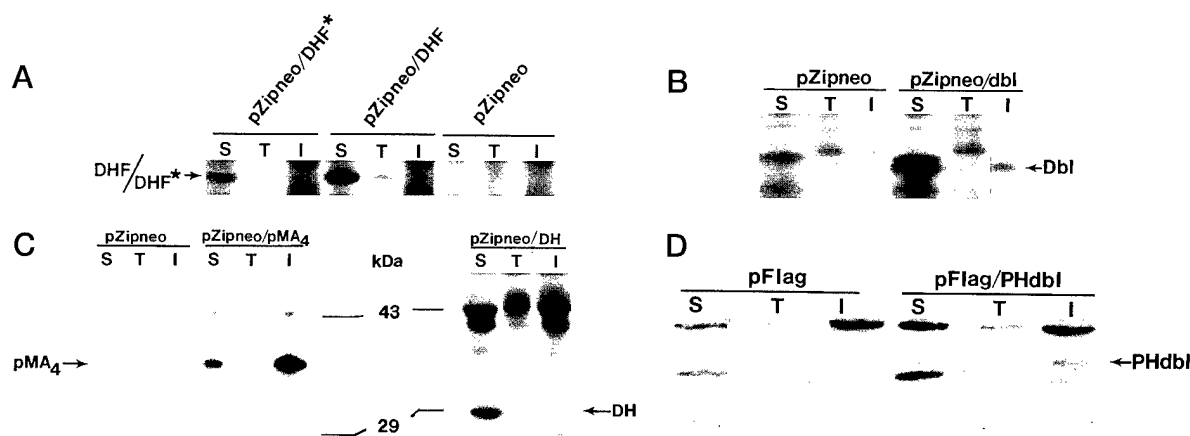 A
pZipneo/DHF*
pZipneo/DHF
pZipneo
S T I S T I S T I
DHF/DHF*
B
pZipneo pZipneo/dbl
S T I S T I
Dbl
C
pZipneo pZipneo/pMA4
S T I S T I
kDa
43
29
pMA4
pZipneo/DH
S T I
DH
D
pFlag pFlag/PHdbl
S T I S T I
PHdbl